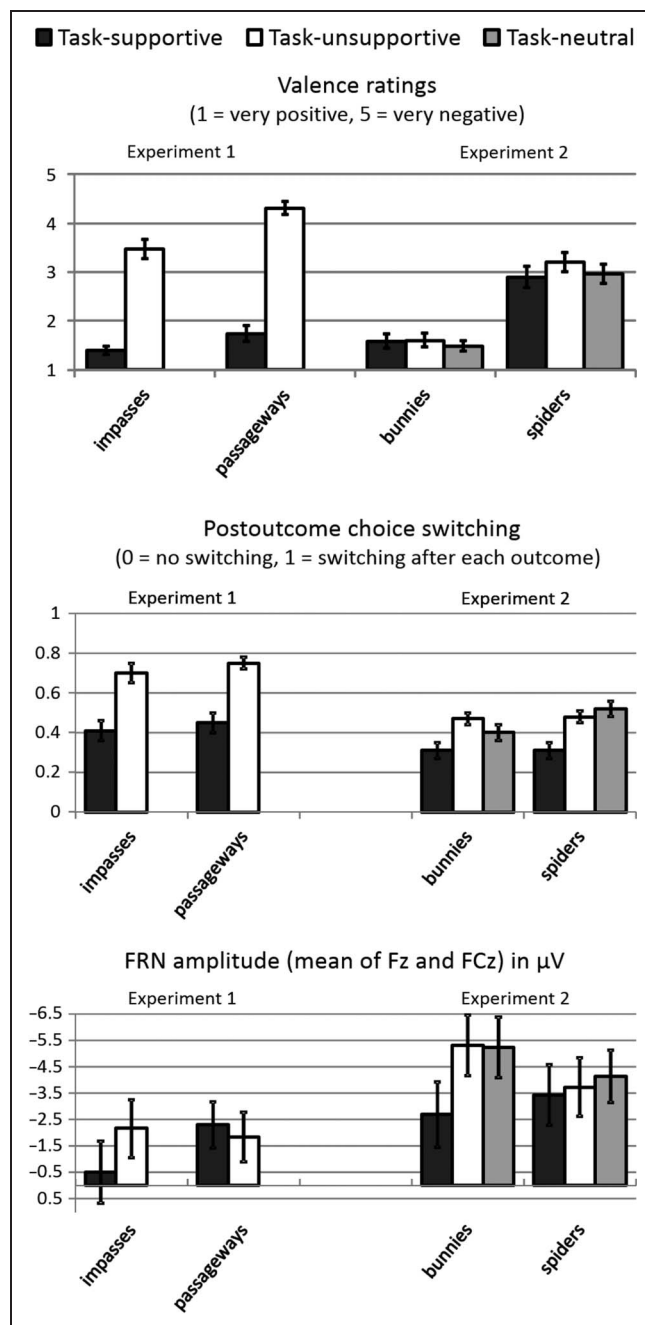 Task-supportive Task-unsupportive Task-neutral
Valence ratings
(1 = very positive, 5 = very negative)
Experiment 1 Experiment 2
5
4
3
2
1
impasses passageways bunnies spiders
Postoutcome choice switching
(0 = no switching, 1 = switching after each outcome)
Experiment 1 Experiment 2
1
0.8
0.6
0.4
0.2
0
impasses passageways bunnies spiders
FRN amplitude (mean of Fz and FCz) in µV
Experiment 1 Experiment 2
−6.5
−5.5
−4.5
−3.5
−2.5
−1.5
−0.5
0.5
impasses passageways bunnies spiders